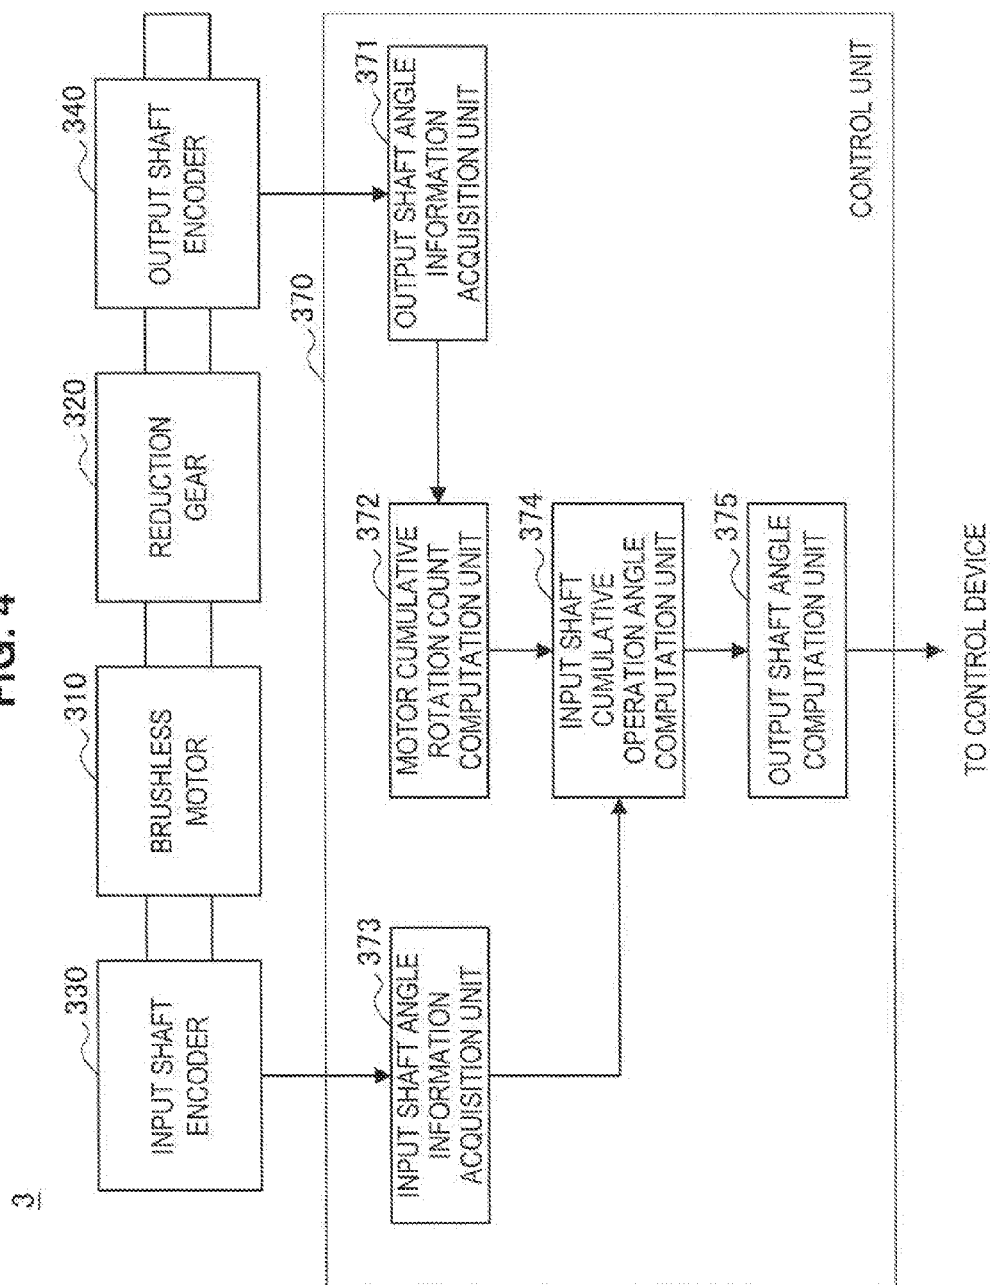 FIG. 4
3
330
INPUT SHAFT
ENCODER
310
BRUSHLESS
MOTOR
320
REDUCTION
GEAR
340
OUTPUT SHAFT
ENCODER
370
373
INPUT SHAFT ANGLE
INFORMATION
ACQUISITION UNIT
372
MOTOR CUMULATIVE
ROTATION COUNT
COMPUTATION UNIT
371
OUTPUT SHAFT ANGLE
INFORMATION
ACQUISITION UNIT
374
INPUT SHAFT
CUMULATIVE
OPERATION ANGLE
COMPUTATION UNIT
375
OUTPUT SHAFT ANGLE
COMPUTATION UNIT
CONTROL UNIT
TO CONTROL DEVICE